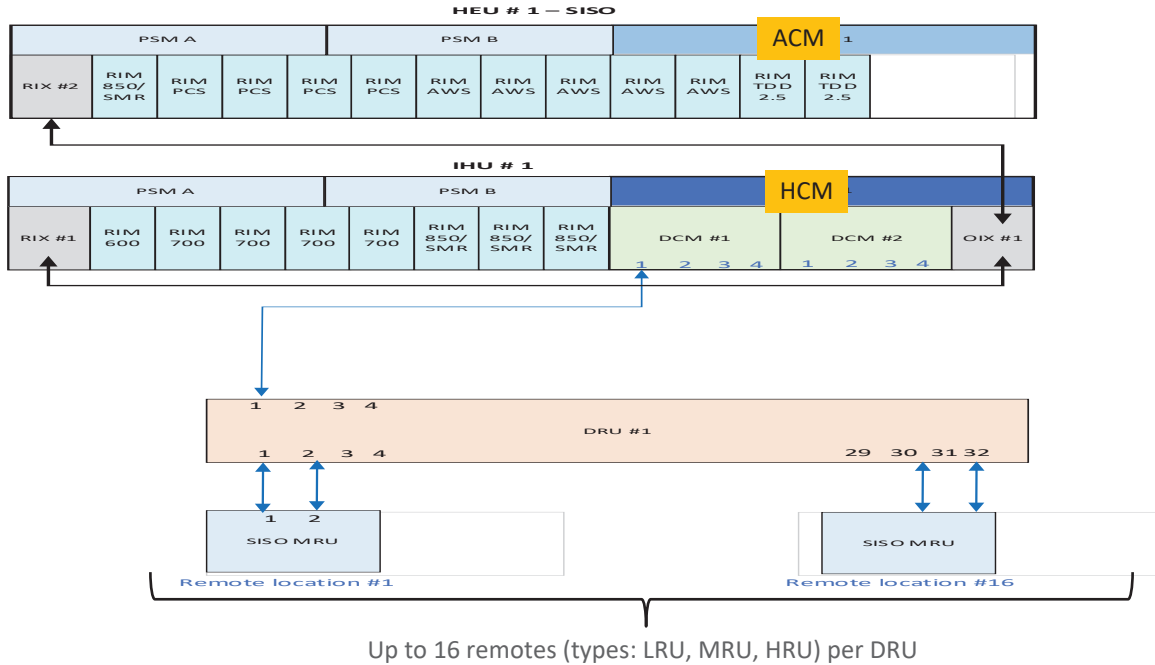 HEU # 1 – SISO
PSM A PSM B ACM 1
RIX #2 RIM 850/ SMR RIM PCS RIM PCS RIM PCS RIM PCS RIM AWS RIM AWS RIM AWS RIM AWS RIM AWS RIM TDD 2.5 RIM TDD 2.5
IHU # 1
PSM A PSM B HCM 1
RIX #1 RIM 600 RIM 700 RIM 700 RIM 700 RIM 700 RIM 850/ SMR RIM 850/ SMR RIM 850/ SMR DCM #1 DCM #2 OIX #1
1 2 3 4 1 2 3 4
1 2 3 4
DRU #1
1 2 3 4 29 30 31 32
1 2
SISO MRU SISO MRU
Remote location #1 Remote location #16
Up to 16 remotes (types: LRU, MRU, HRU) per DRU